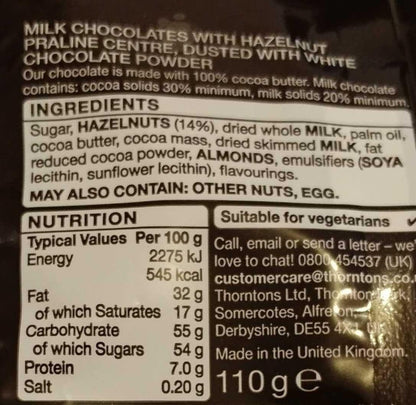 MILK CHOCOLATES WITH HAZELNUT
PRALINE CENTRE, DUSTED WITH WHITE
CHOCOLATE POWDER
Our chocolate is made with 100% cocoa butter. Milk chocolate
contains: cocoa solids 30% minimum, milk solids 20% minimum.
INGREDIENTS
Sugar, HAZELNUTS (14%), dried whole MILK, palm oil,
cocoa butter, cocoa mass, dried skimmed MILK, fat
reduced cocoa powder, ALMONDS, emulsifiers (SOYA
lecithin, sunflower lecithin), flavourings.
MAY ALSO CONTAIN: OTHER NUTS, EGG.
NUTRITION
Typical Values Per 100 g
Energy 2275 kJ
545 kcal
Fat 32 g
of which Saturates 17 g
Carbohydrate 55 g
of which Sugars 54 g
Protein 7.0 g
Salt 0.20 g
Suitable for vegetarians
Call, email or send a letter – we'
love to chat! 0800 454537 (UK)
customercare@thorntons.co.
Thorntons Ltd,
Somercotes, Alfreton,
Derbyshire, DE55
Made in the United Kingdom.
110 g e